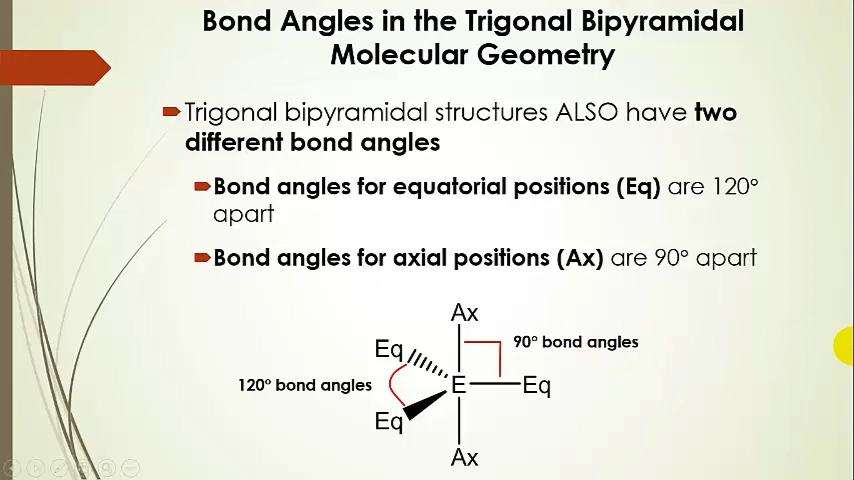 Bond Angles in the Trigonal Bipyramidal
Molecular Geometry
Trigonal bipyramidal structures ALSO have two
different bond angles
Bond angles for equatorial positions (Eq) are 120°
apart
Bond angles for axial positions (Ax) are 90° apart
Ax
90° bond angles
Eq
120° bond angles
E
Eq
Eq
Ax